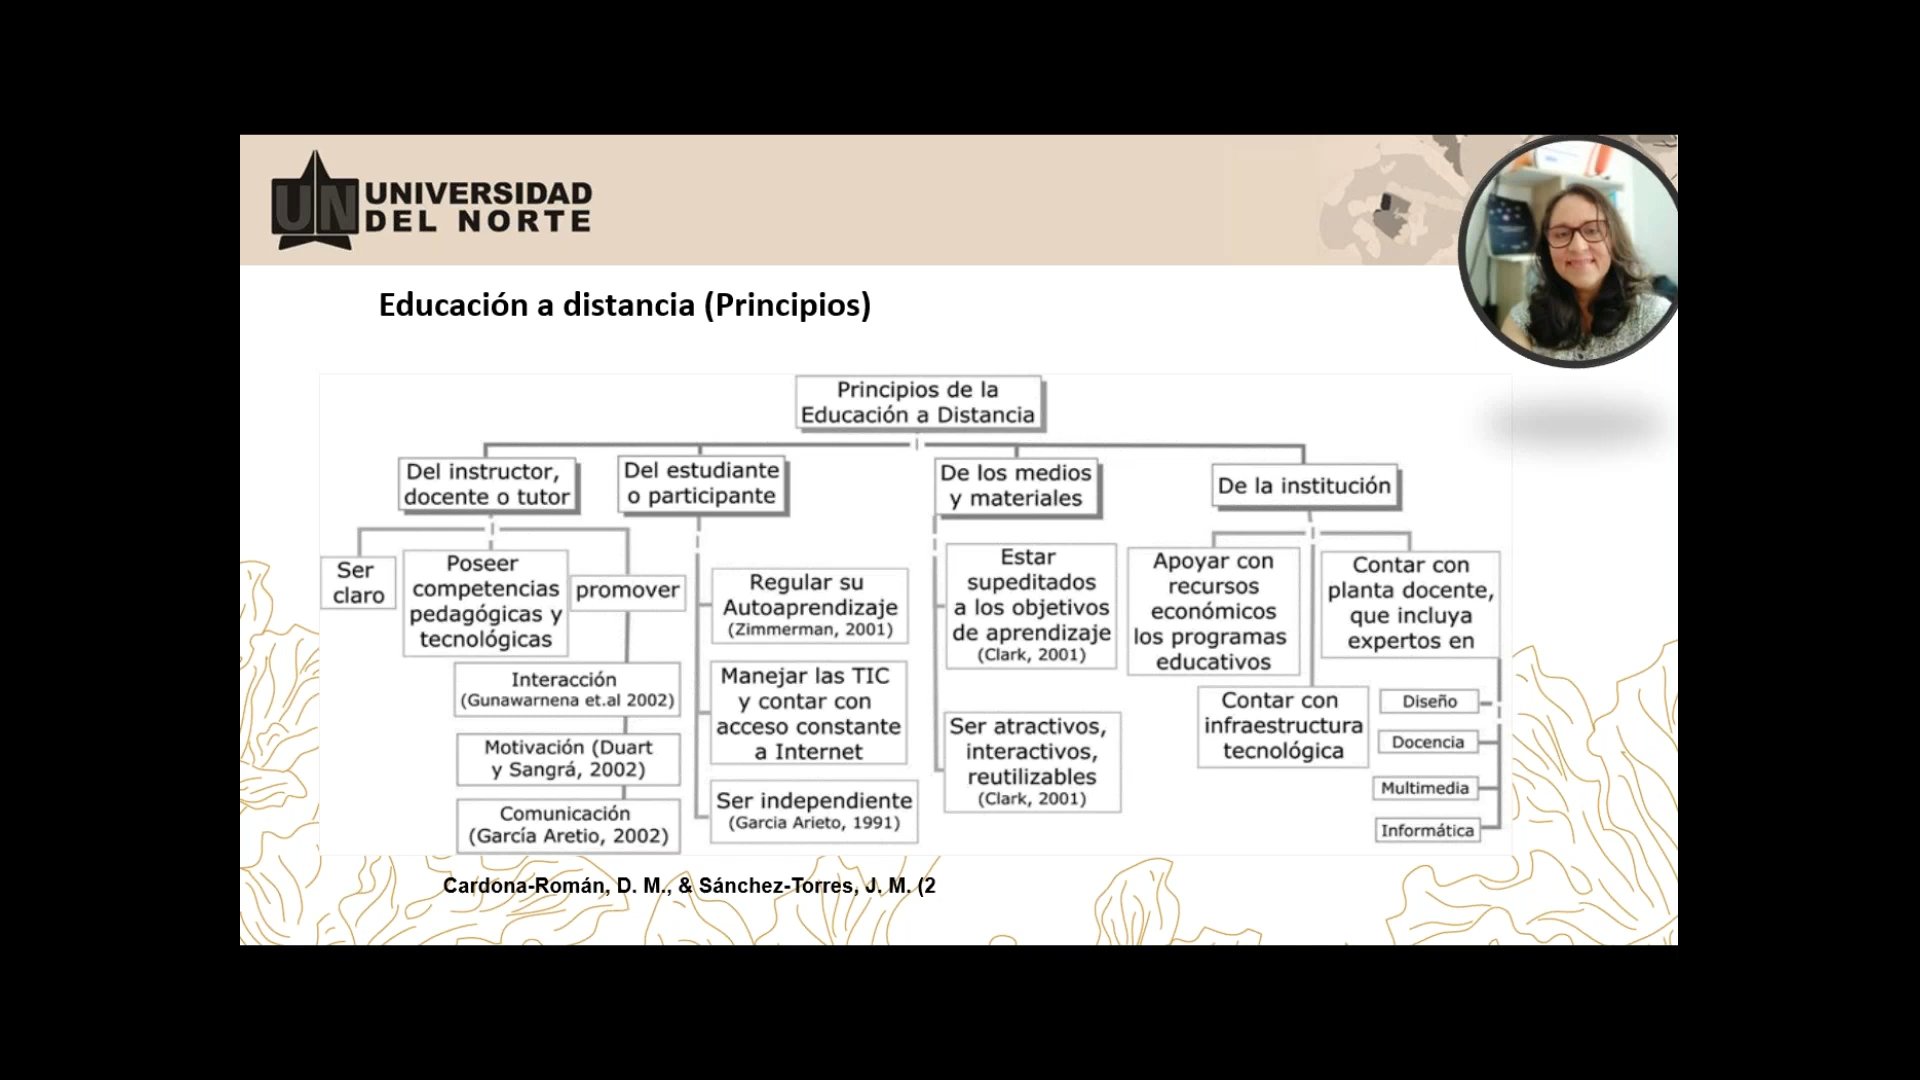 UN
UNIVERSIDAD
DEL NORTE
Educación a distancia (Principios)
Principios de la
Educación a Distancia
Del instructor,
docente o tutor
Ser
claro
Poseer
competencias
pedagógicas y
tecnológicas
promover
Interacción
(Gunawarnena et.al 2002)
Motivación (Duart
y Sangrá, 2002)
Comunicación
(García Aretio, 2002)
Del estudiante
o participante
Regular su
Autoaprendizaje
(Zimmerman, 2001)
Manejar las TIC
y contar con
acceso constante
a Internet
Ser independiente
(Garcia Arieto, 1991)
De los medios
y materiales
Estar
supeditados
a los objetivos
de aprendizaje
(Clark, 2001)
Ser atractivos,
interactivos,
reutilizables
(Clark, 2001)
De la institución
Apoyar con
recursos
económicos
los programas
educativos
Contar con
infraestructura
tecnológica
Contar con
planta docente,
que incluya
expertos en
Diseño
Docencia
Multimedia
Informática
Cardona-Román, D. M., & Sánchez-Torres, J. M. (2